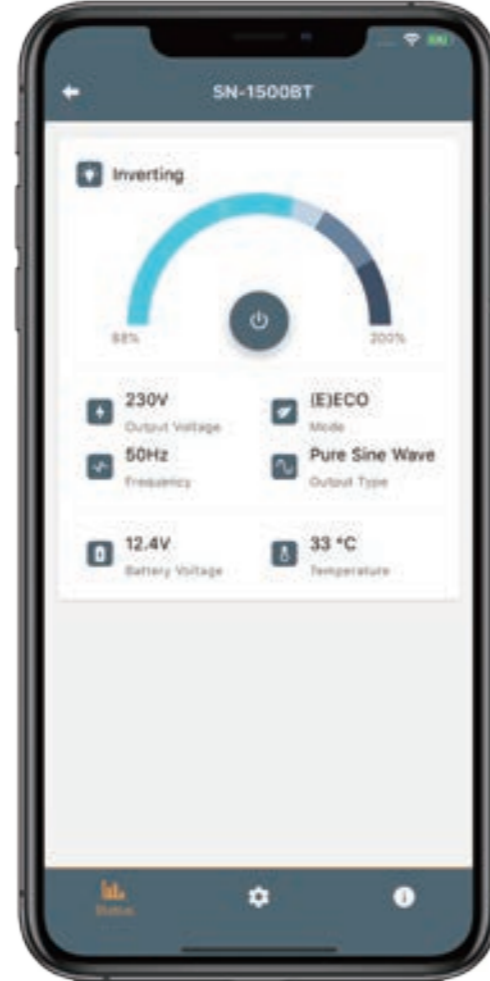 SN-1500BT
Inverting
200%
230V
Output Voltage
(E)ECO
Mode
50Hz
Frequency
Pure Sine Wave
Output Type
12.4V
Battery Voltage
33 °C
Temperature
Status